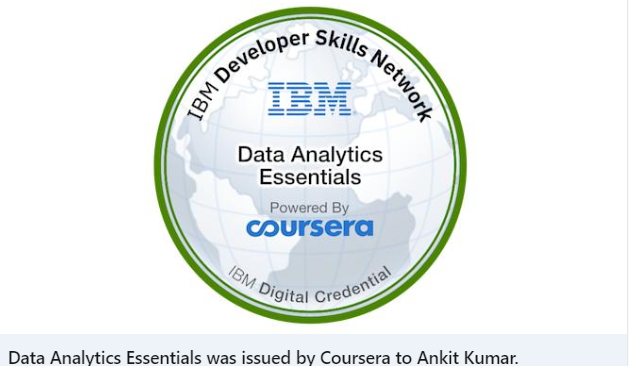 IBM Developer Skills Network
IBM
Data Analytics
Essentials
Powered By
coursera
IBM Digital Credential
Data Analytics Essentials was issued by Coursera to Ankit Kumar.